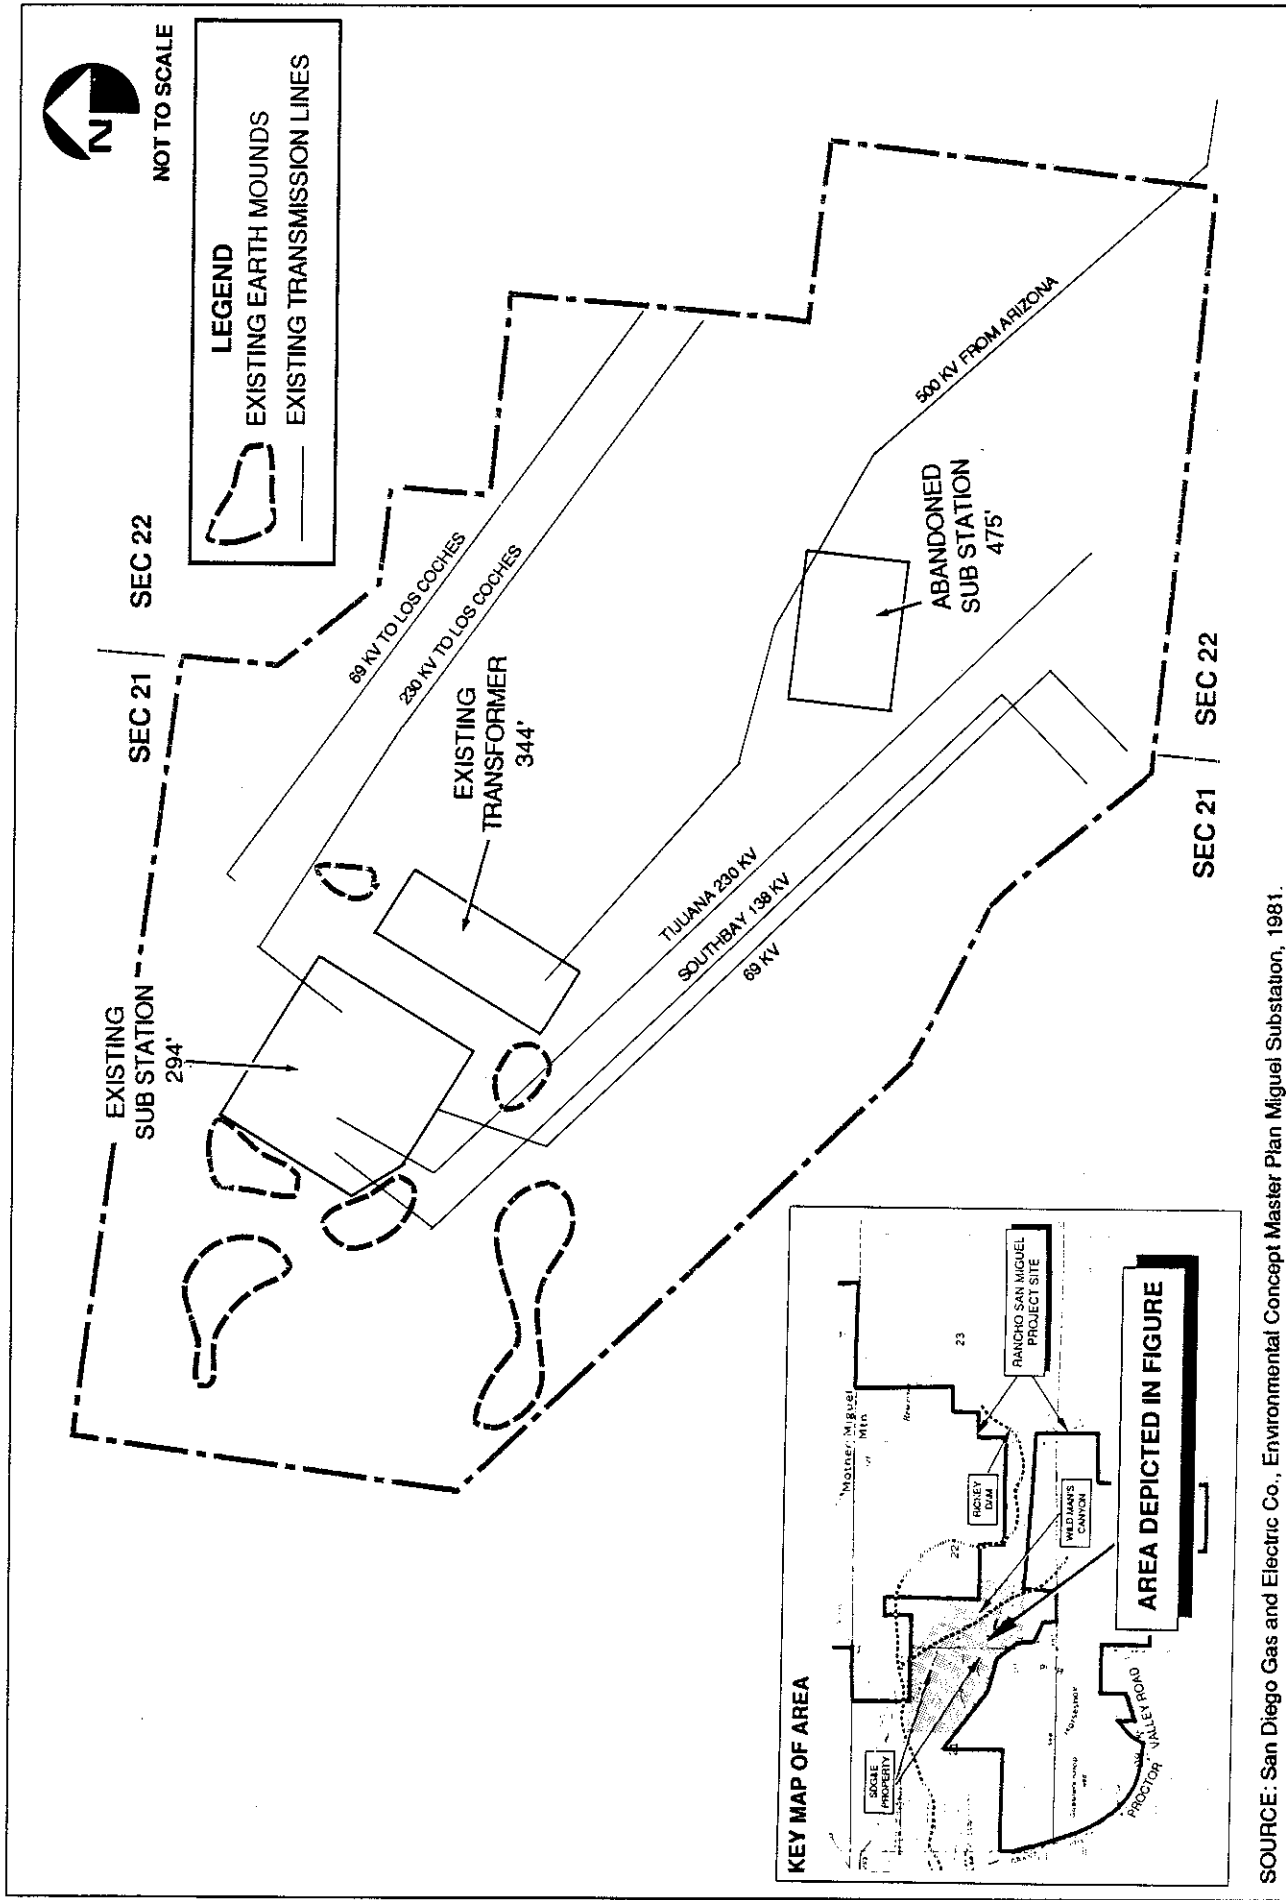 N
NOT TO SCALE
LEGEND
EXISTING EARTH MOUNDS
EXISTING TRANSMISSION LINES
SEC 21
SEC 22
EXISTING
SUB STATION
294'
69 KV TO LOS COCHES
230 KV TO LOS COCHES
EXISTING
TRANSFORMER
344'
500 KV FROM ARIZONA
ABANDONED
SUB STATION
475'
TIJUANA 230 KV
SOUTHBAY 138 KV
69 KV
SEC 21
SEC 22
KEY MAP OF AREA
SDG&E
PROPERTY
Mother Miguel
Mtn
22
23
21
RICKEY
DAM
RANCHO SAN MIGUEL
PROJECT SITE
WILD MAN'S
CANYON
PROCTOR VALLEY ROAD
AREA DEPICTED IN FIGURE
SOURCE: San Diego Gas and Electric Co., Environmental Concept Master Plan Miguel Substation, 1981.